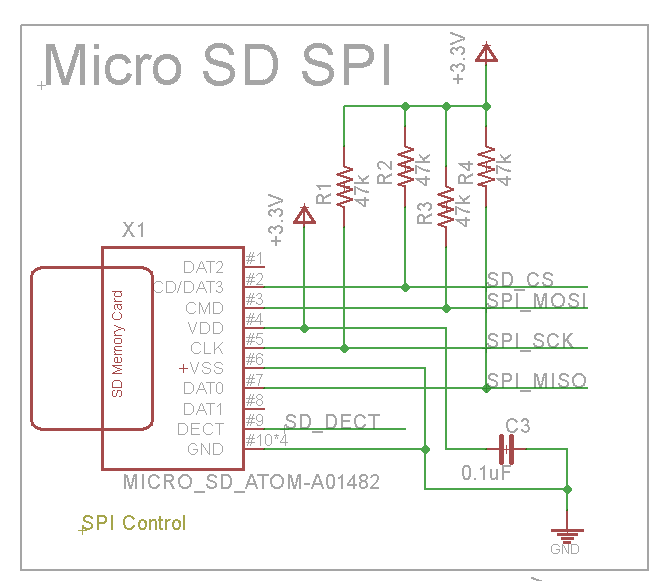 Micro SD SPI
+3.3V
R1
47k
R2
47k
R3
47k
R4
47k
+3.3V
X1
DAT2 #1
CD/DAT3 #2 SD_CS
CMD #3 SPI_MOSI
VDD #4
CLK #5 SPI_SCK
VSS #6
DAT0 #7 SPI_MISO
DAT1 #8
DECT #9 SD_DECT
GND #10*4
SD Memory Card
C3
0.1uF
MICRO_SD_ATOM-A01482
SPI Control
GND